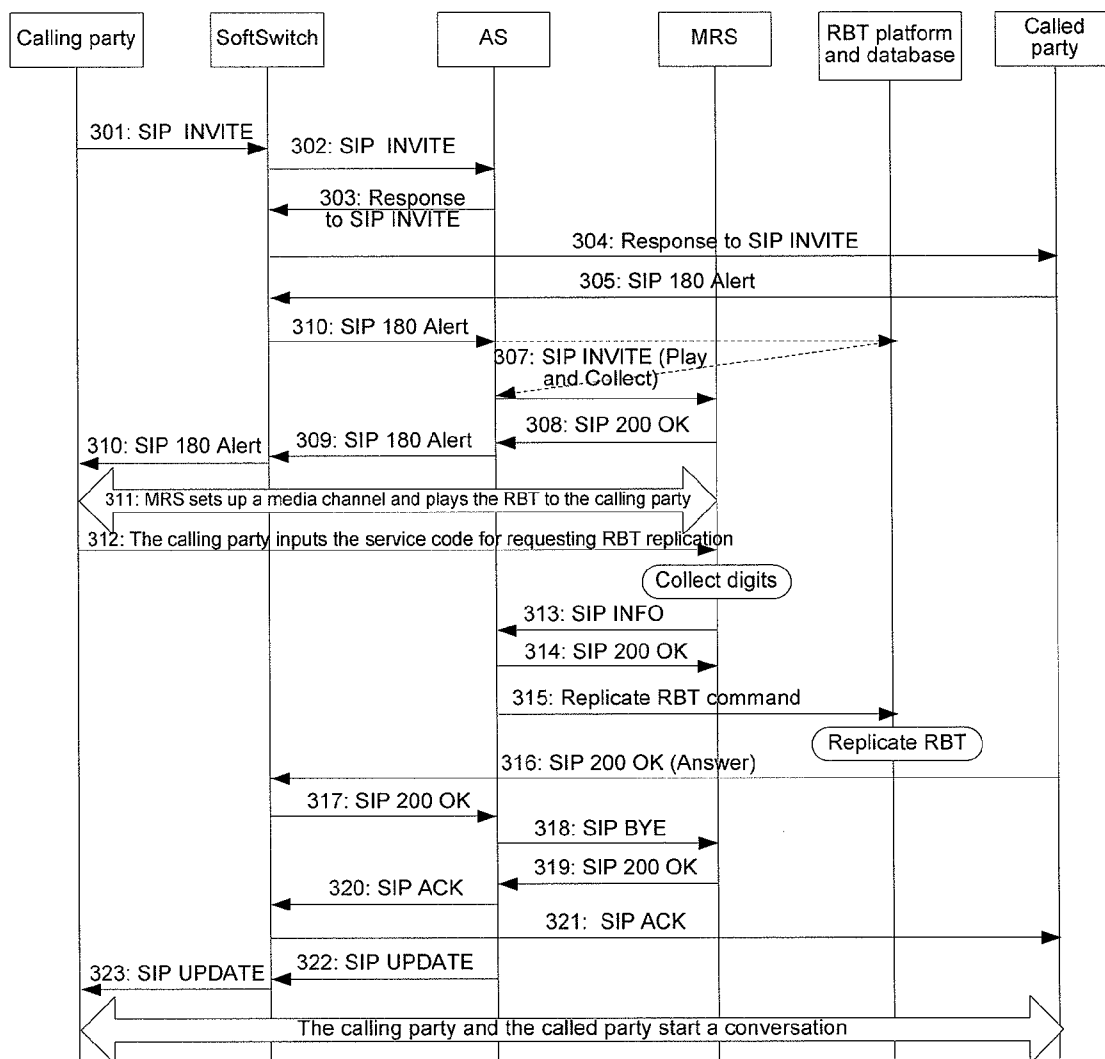 Calling party
SoftSwitch
AS
MRS
RBT platform
and database
Called
party
301: SIP INVITE
302: SIP INVITE
303: Response
to SIP INVITE
304: Response to SIP INVITE
305: SIP 180 Alert
310: SIP 180 Alert
307: SIP INVITE (Play
and Collect)
308: SIP 200 OK
309: SIP 180 Alert
310: SIP 180 Alert
311: MRS sets up a media channel and plays the RBT to the calling party
312: The calling party inputs the service code for requesting RBT replication
Collect digits
313: SIP INFO
314: SIP 200 OK
315: Replicate RBT command
Replicate RBT
316: SIP 200 OK (Answer)
317: SIP 200 OK
318: SIP BYE
319: SIP 200 OK
320: SIP ACK
321: SIP ACK
322: SIP UPDATE
323: SIP UPDATE
The calling party and the called party start a conversation